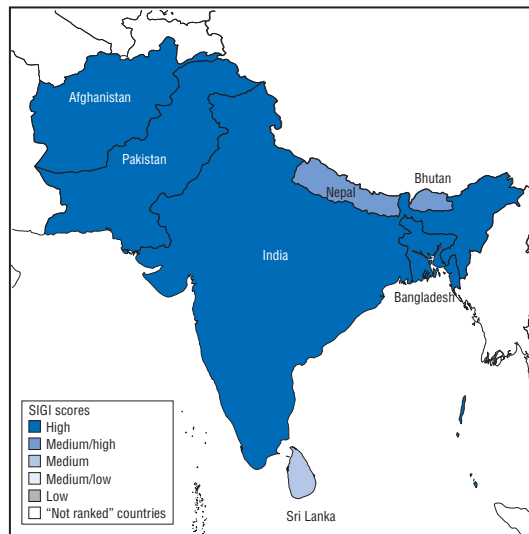 Afghanistan
Pakistan
Nepal
Bhutan
India
Bangladesh
SIGI scores
High
Medium/high
Medium
Medium/low
Low
“Not ranked” countries
Sri Lanka